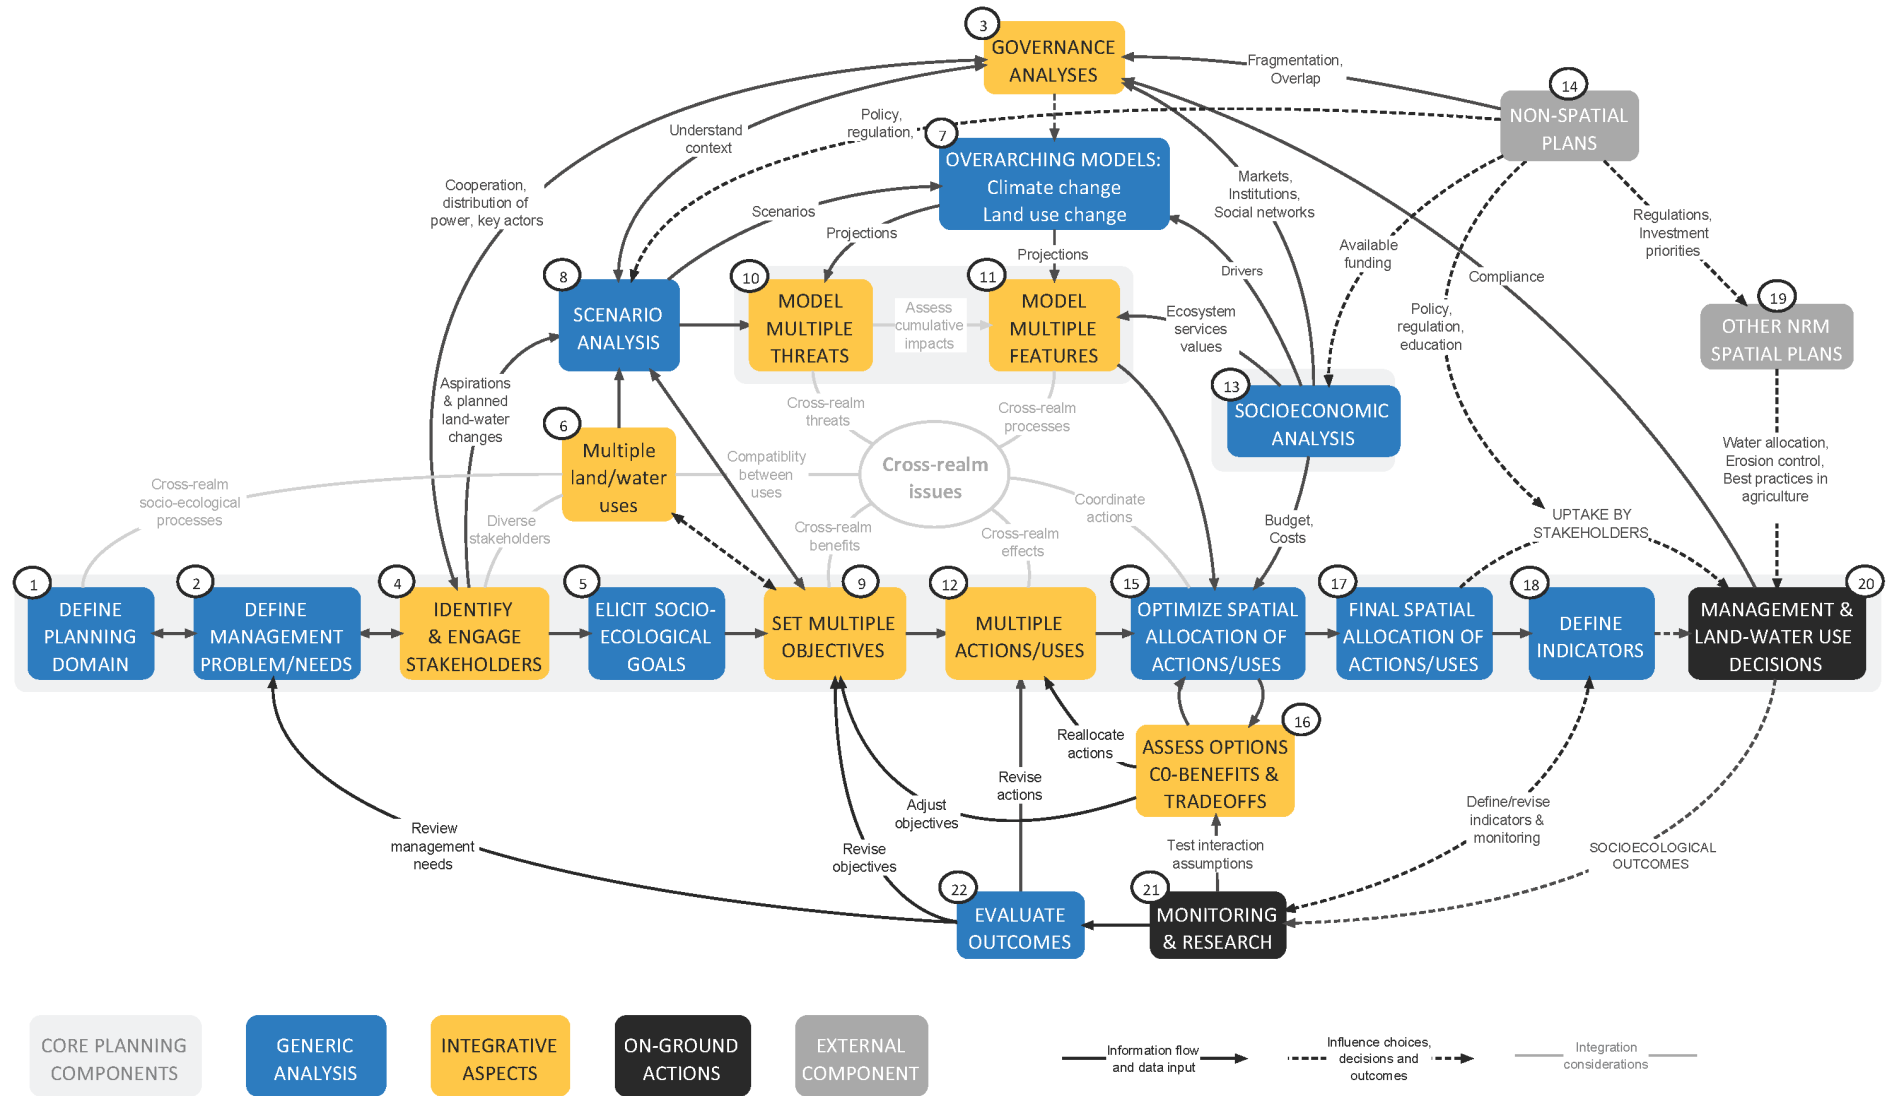 3
GOVERNANCE
ANALYSES
Fragmentation,
Overlap
14
NON-SPATIAL
PLANS
Policy,
regulation,
Understand
context
7
OVERARCHING MODELS:
Climate change
Land use change
Cooperation,
distribution of
power, key actors
Scenarios
Projections
Projections
Markets,
Institutions,
Social networks
Regulations,
Investment
priorities
Available
funding
Drivers
Compliance
8
SCENARIO
ANALYSIS
10
MODEL
MULTIPLE
THREATS
Assess
cumulative
impacts
11
MODEL
MULTIPLE
FEATURES
Ecosystem
services
values
Policy,
regulation,
education
19
OTHER NRM
SPATIAL PLANS
Aspirations
& planned
land-water
changes
13
SOCIOECONOMIC
ANALYSIS
Cross-realm
threats
Cross-realm
processes
6
Multiple
land/water
uses
Compatiblity
between
uses
Cross-realm
issues
Water allocation,
Erosion control,
Best practices in
agriculture
Cross-realm
socio-ecological
processes
Diverse
stakeholders
Cross-realm
benefits
Cross-realm
effects
Coordinate
actions
Budget,
Costs
UPTAKE BY
STAKEHOLDERS
1
DEFINE
PLANNING
DOMAIN
2
DEFINE
MANAGEMENT
PROBLEM/NEEDS
4
IDENTIFY
& ENGAGE
STAKEHOLDERS
5
ELICIT SOCIO-
ECOLOGICAL
GOALS
9
SET MULTIPLE
OBJECTIVES
12
MULTIPLE
ACTIONS/USES
15
OPTIMIZE SPATIAL
ALLOCATION OF
ACTIONS/USES
17
FINAL SPATIAL
ALLOCATION OF
ACTIONS/USES
18
DEFINE
INDICATORS
20
MANAGEMENT &
LAND-WATER USE
DECISIONS
16
ASSESS OPTIONS
C0-BENEFITS &
TRADEOFFS
Reallocate
actions
Revise
actions
Adjust
objectives
Revise
objectives
Review
management
needs
Test interaction
assumptions
Define/revise
indicators &
monitoring
SOCIOECOLOGICAL
OUTCOMES
22
EVALUATE
OUTCOMES
21
MONITORING
& RESEARCH
CORE PLANNING
COMPONENTS
GENERIC
ANALYSIS
INTEGRATIVE
ASPECTS
ON-GROUND
ACTIONS
EXTERNAL
COMPONENT
Information flow
and data input
Influence choices,
decisions and
outcomes
Integration
considerations